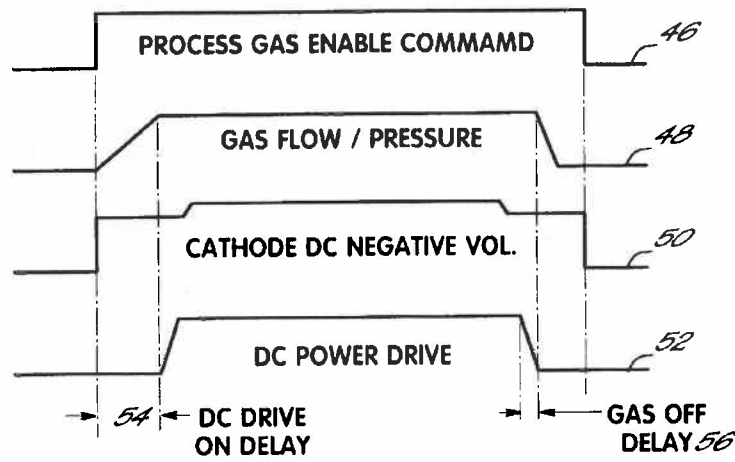 PROCESS GAS ENABLE COMMAMD
46
GAS FLOW / PRESSURE
48
CATHODE DC NEGATIVE VOL.
50
DC POWER DRIVE
52
54
DC DRIVE
ON DELAY
GAS OFF
DELAY 56